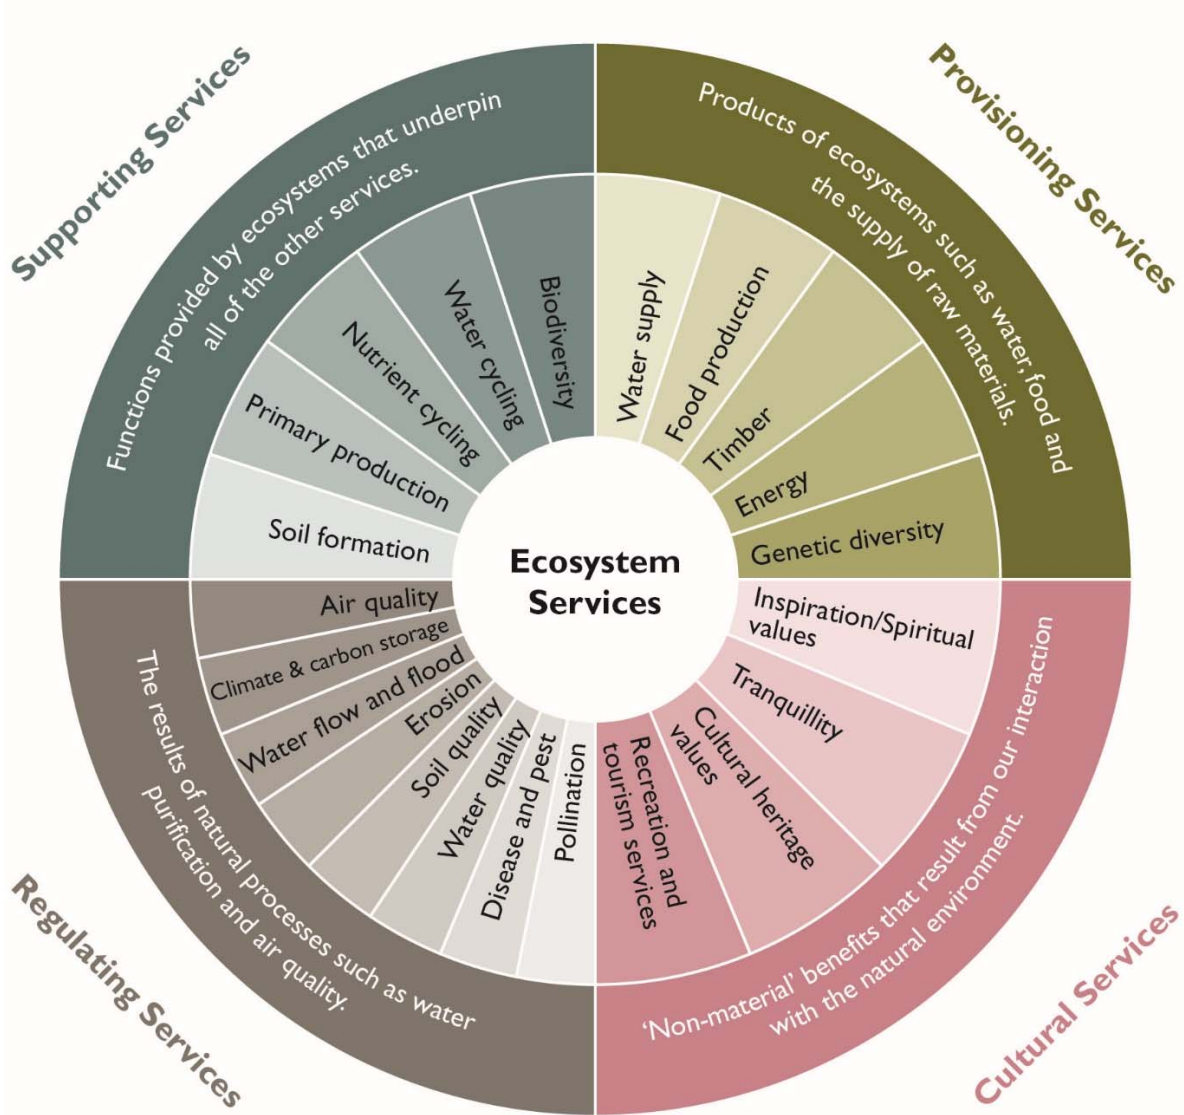 Supporting Services
Functions provided by ecosystems that underpin
all of the other services.
Soil formation
Primary production
Nutrient cycling
Water cycling
Biodiversity
Provisioning Services
Products of ecosystems such as water, food and
the supply of raw materials.
Water supply
Food production
Timber
Energy
Genetic diversity
Ecosystem
Services
Cultural Services
‘Non-material’ benefits that result from our interaction
with the natural environment.
Inspiration/Spiritual
values
Tranquillity
Cultural heritage
values
Recreation and
tourism services
Regulating Services
The results of natural processes such as water
purification and air quality.
Air quality
Climate & carbon storage
Water flow and flood
Erosion
Soil quality
Water quality
Disease and pest
Pollination